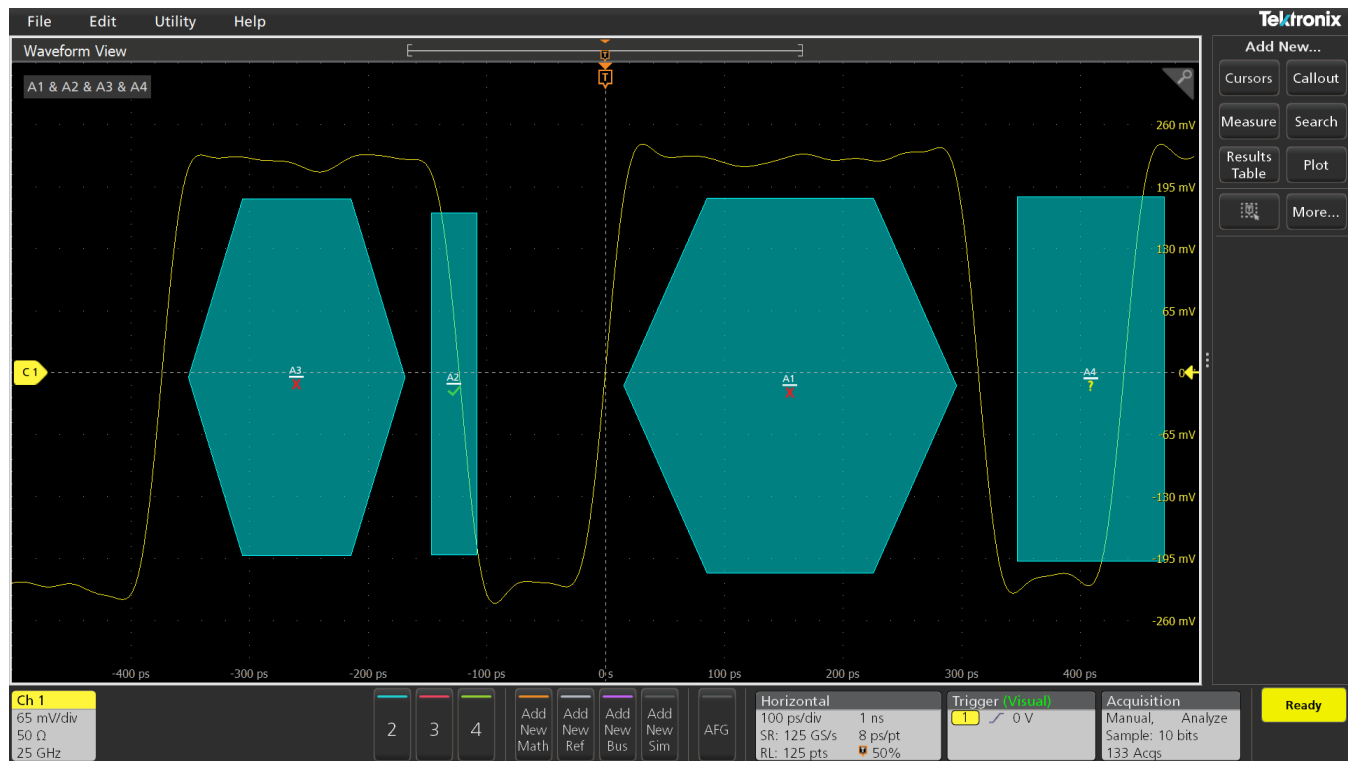 File Edit Utility Help
Tektronix
Waveform View
Add New...
T
T
A1 & A2 & A3 & A4
Cursors Callout
Measure Search
Results Table Plot
More...
260 mV
195 mV
130 mV
65 mV
0
-65 mV
-130 mV
-195 mV
-260 mV
C1
A3
X
A2
A1
X
A4
?
-400 ps -300 ps -200 ps -100 ps 0s 100 ps 200 ps 300 ps 400 ps
Ch 1
65 mV/div
50 Ω
25 GHz
2 3 4
Add New Math
Add New Ref
Add New Bus
Add New Sim
AFG
Horizontal
100 ps/div 1 ns
SR: 125 GS/s 8 ps/pt
RL: 125 pts 50%
Trigger (Visual)
1 0 V
Acquisition
Manual, Analyze
Sample: 10 bits
133 Acqs
Ready